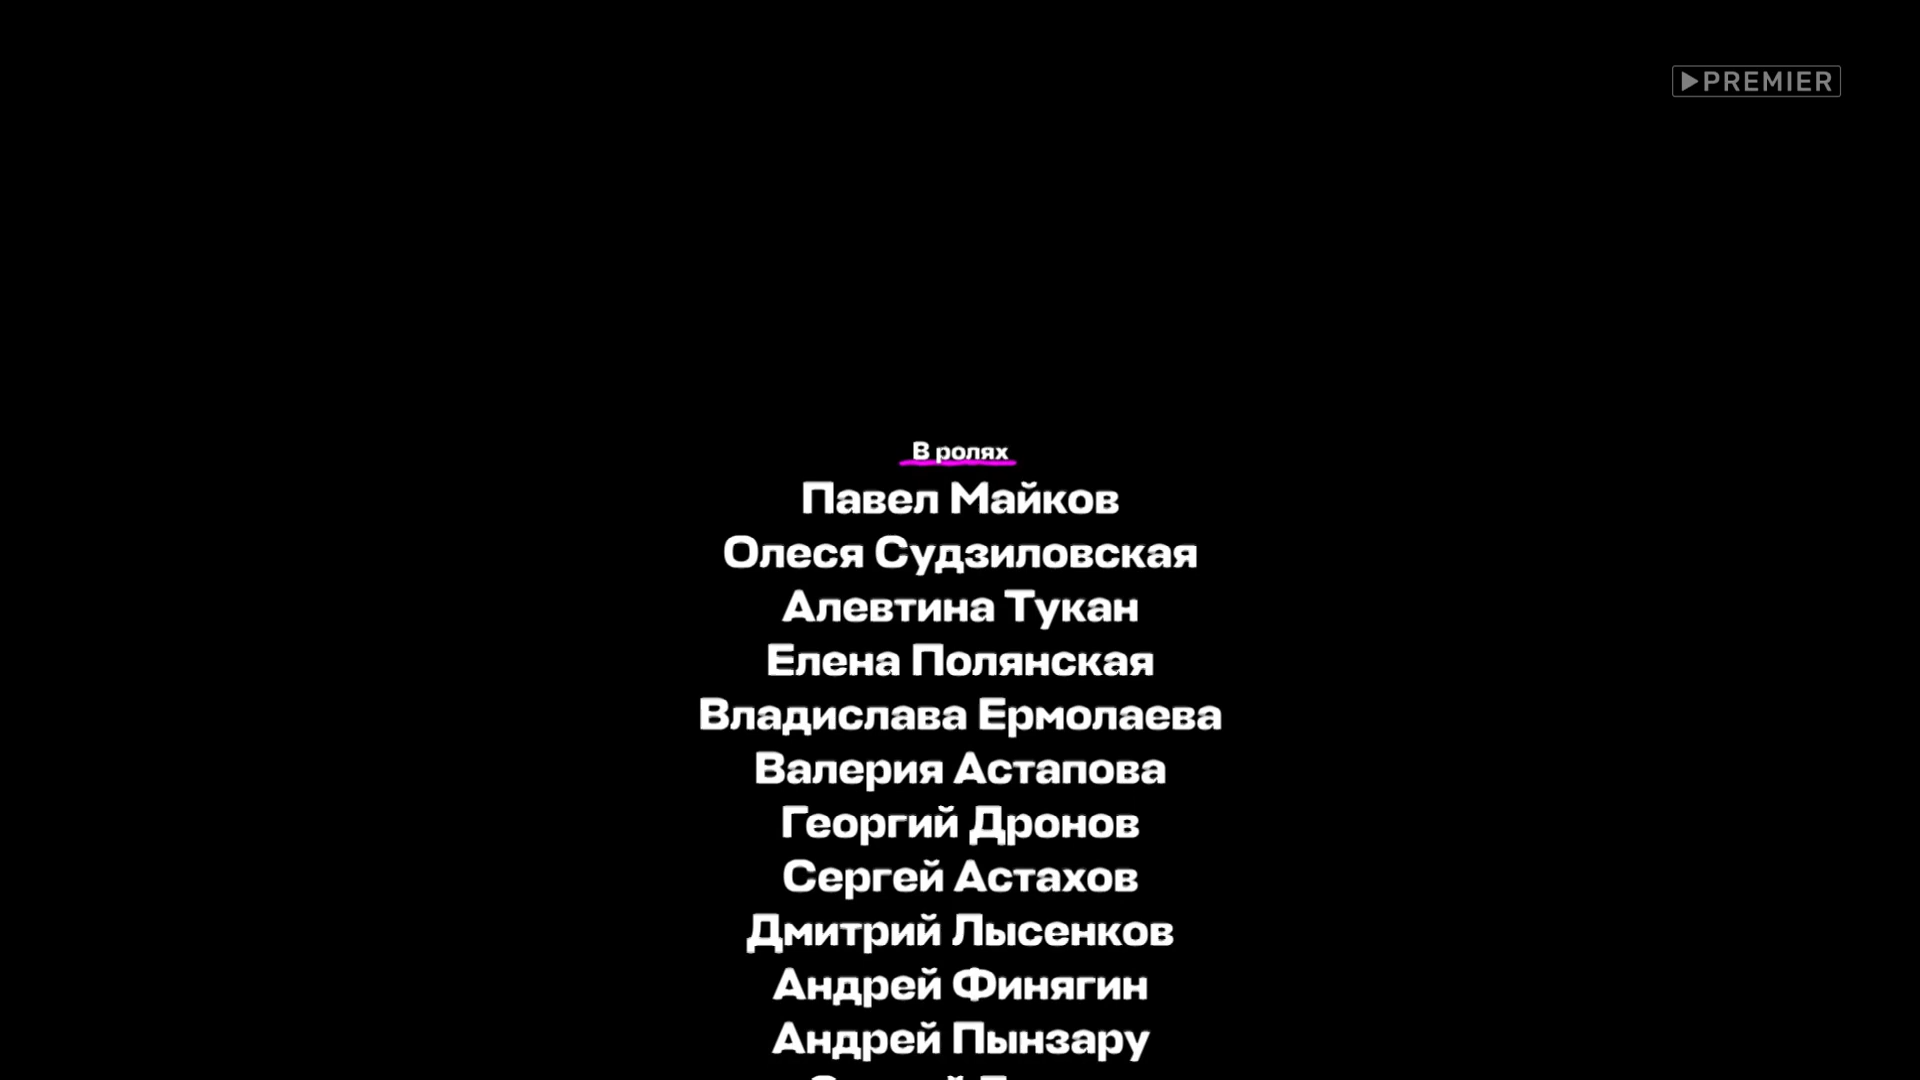 PREMIER
В ролях
Павел Майков
Олеся Судзиловская
Алевтина Тукан
Елена Полянская
Владислава Ермолаева
Валерия Астапова
Георгий Дронов
Сергей Астахов
Дмитрий Лысенков
Андрей Финягин
Андрей Пынзару